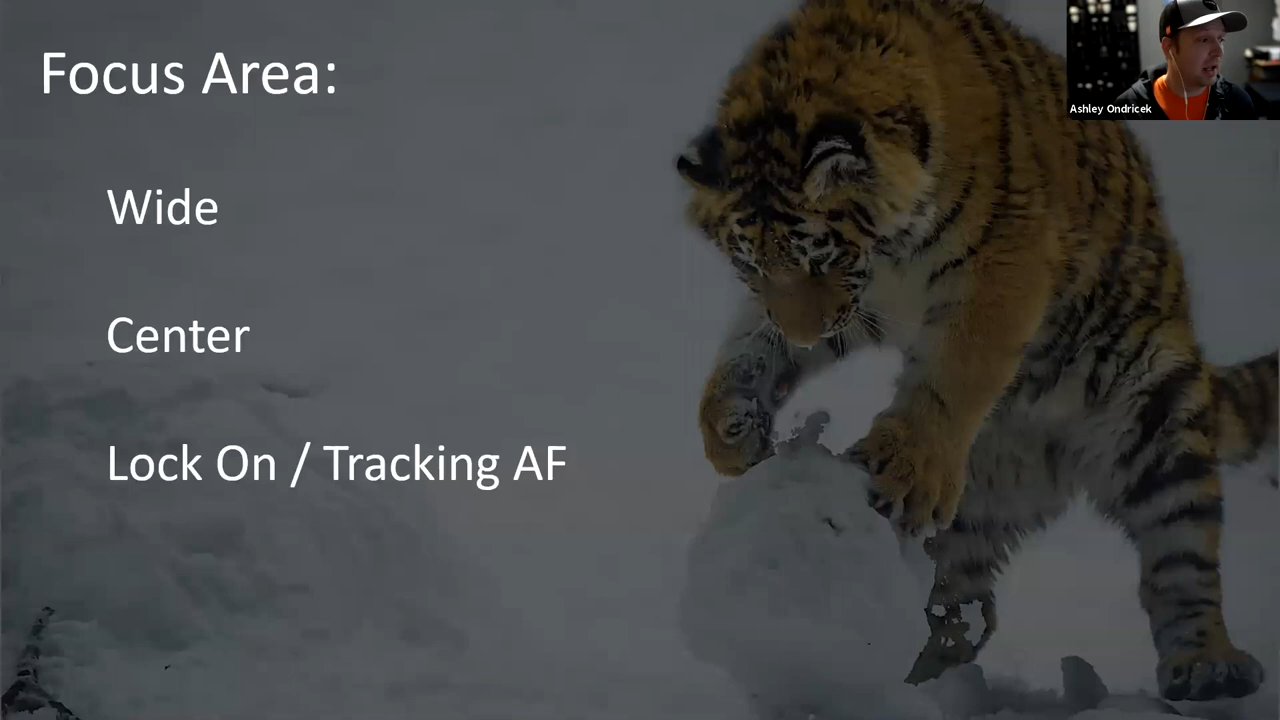 Focus Area:
Wide
Center
Lock On / Tracking AF
Ashley Ondricek